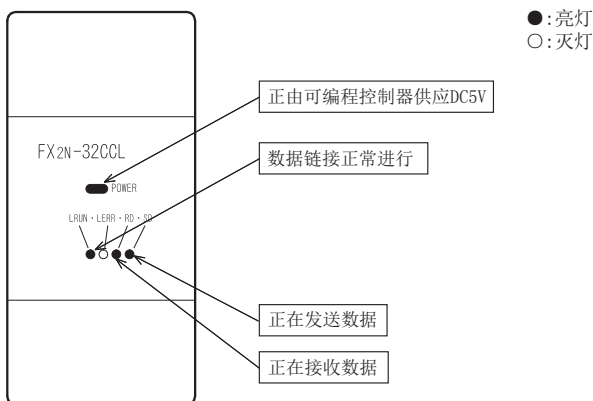 ●:亮灯
○:灭灯
正由可编程控制器供应DC5V
数据链接正常进行
FX2N-32CCL
POWER
LRUN・LERR・RD・SD
正在发送数据
正在接收数据